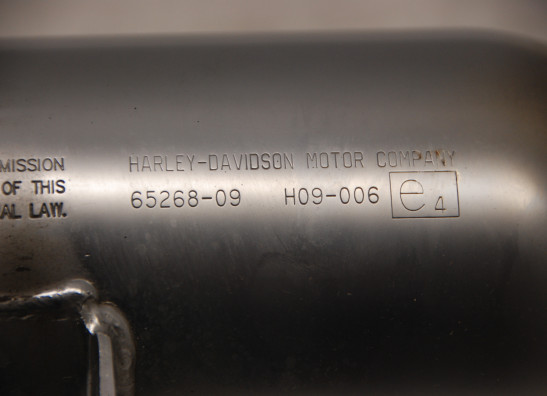 MISSION
OF THIS
AL LAW.
HARLEY-DAVIDSON MOTOR COMPANY
65268-09 H09-006 e4